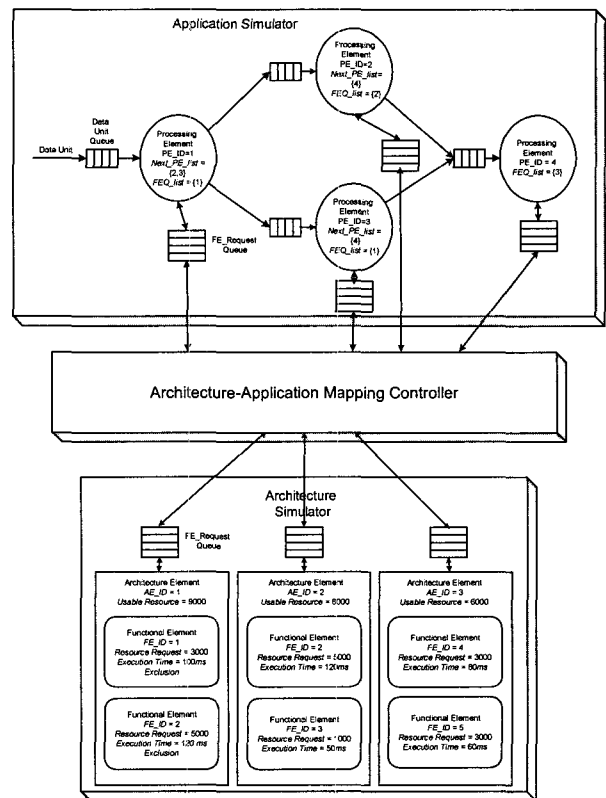 Application Simulator
Processing
Element
PE_ID=2
Next_PE_list=
{4}
FEQ_list = {2}
Data
Unit
Queue
Data Unit
Processing
Element
PE_ID=1
Next_PE_list =
{2,3}
FEQ_list = {1}
Processing
Element
PE_ID = 4
FEQ_list = {3}
Processing
Element
PE_ID=3
Next_PE_list =
{4}
FEQ_list = {1}
FE_Request
Queue
Architecture-Application Mapping Controller
Architecture
Simulator
FE_Request
Queue
Architecture Element
AE_ID = 1
Usable Resource = 9000
Functional Element
FE_ID = 1
Resource Request = 3000
Execution Time = 100ms
Exclusion
Functional Element
FE_ID = 2
Resource Request = 5000
Execution Time = 120 ms
Exclusion
Architecture Element
AE_ID = 2
Usable Resource = 6000
Functional Element
FE_ID = 2
Resource Request = 5000
Execution Time = 120ms
Functional Element
FE_ID = 3
Resource Request = 1000
Execution Time = 50ms
Architecture Element
AE_ID = 3
Usable Resource = 6000
Functional Element
FE_ID = 4
Resource Request = 3000
Execution Time = 80ms
Functional Element
FE_ID = 5
Resource Request = 3000
Execution Time = 60ms